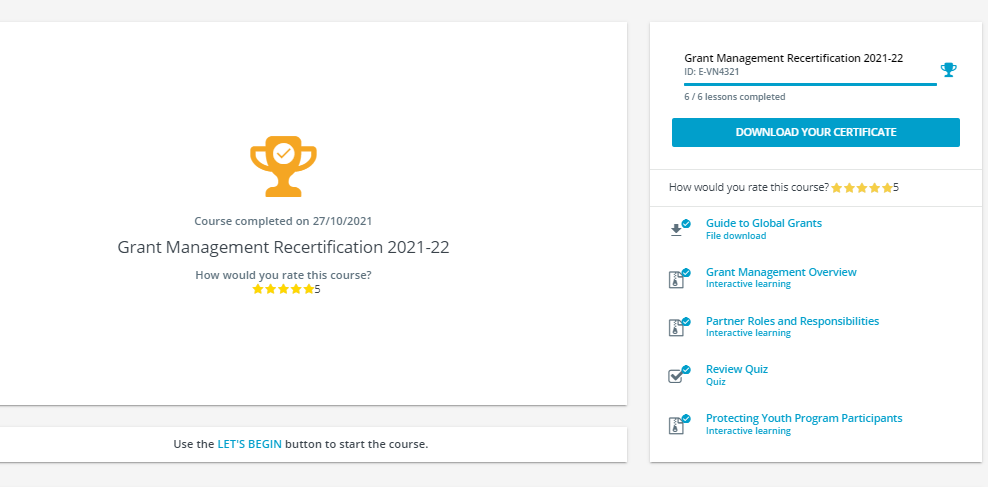 Course completed on 27/10/2021
Grant Management Recertification 2021-22
How would you rate this course?
5
Use the LET'S BEGIN button to start the course.
Grant Management Recertification 2021-22
ID: E-VN4321
6 / 6 lessons completed
DOWNLOAD YOUR CERTIFICATE
How would you rate this course? 5
Guide to Global Grants
File download
Grant Management Overview
Interactive learning
Partner Roles and Responsibilities
Interactive learning
Review Quiz
Quiz
Protecting Youth Program Participants
Interactive learning